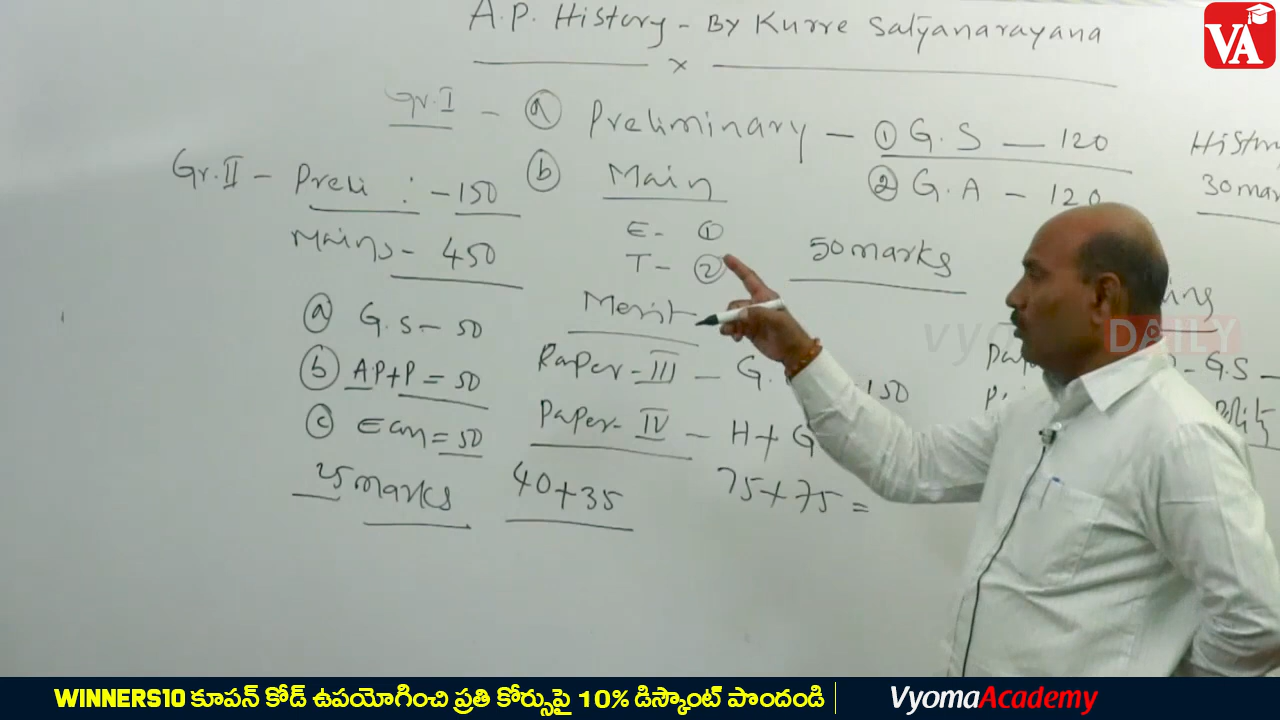 A.P. History - By Kurre Satyanarayana
x
Gr.I - (a) Preliminary - (1) G.S - 120
(2) G.A - 120
History
30 mar
Gr.II - Preli : - 150
Mains - 450
(b) Main
E - (1)
T - (2)
50 marks
Merit
(a) G.S - 50
(b) AP+P = 50
(c) Ecm = 50
25 marks
Paper - III - G. 150
Paper - IV - H + G
40+35
75+75 =
G.S -
VA
vyo DAILY
WINNERS10 కూపన్ కోడ్ ఉపయోగించి ప్రతి కోర్సుపై 10% డిస్కౌంట్ పొందండి
VyomaAcademy